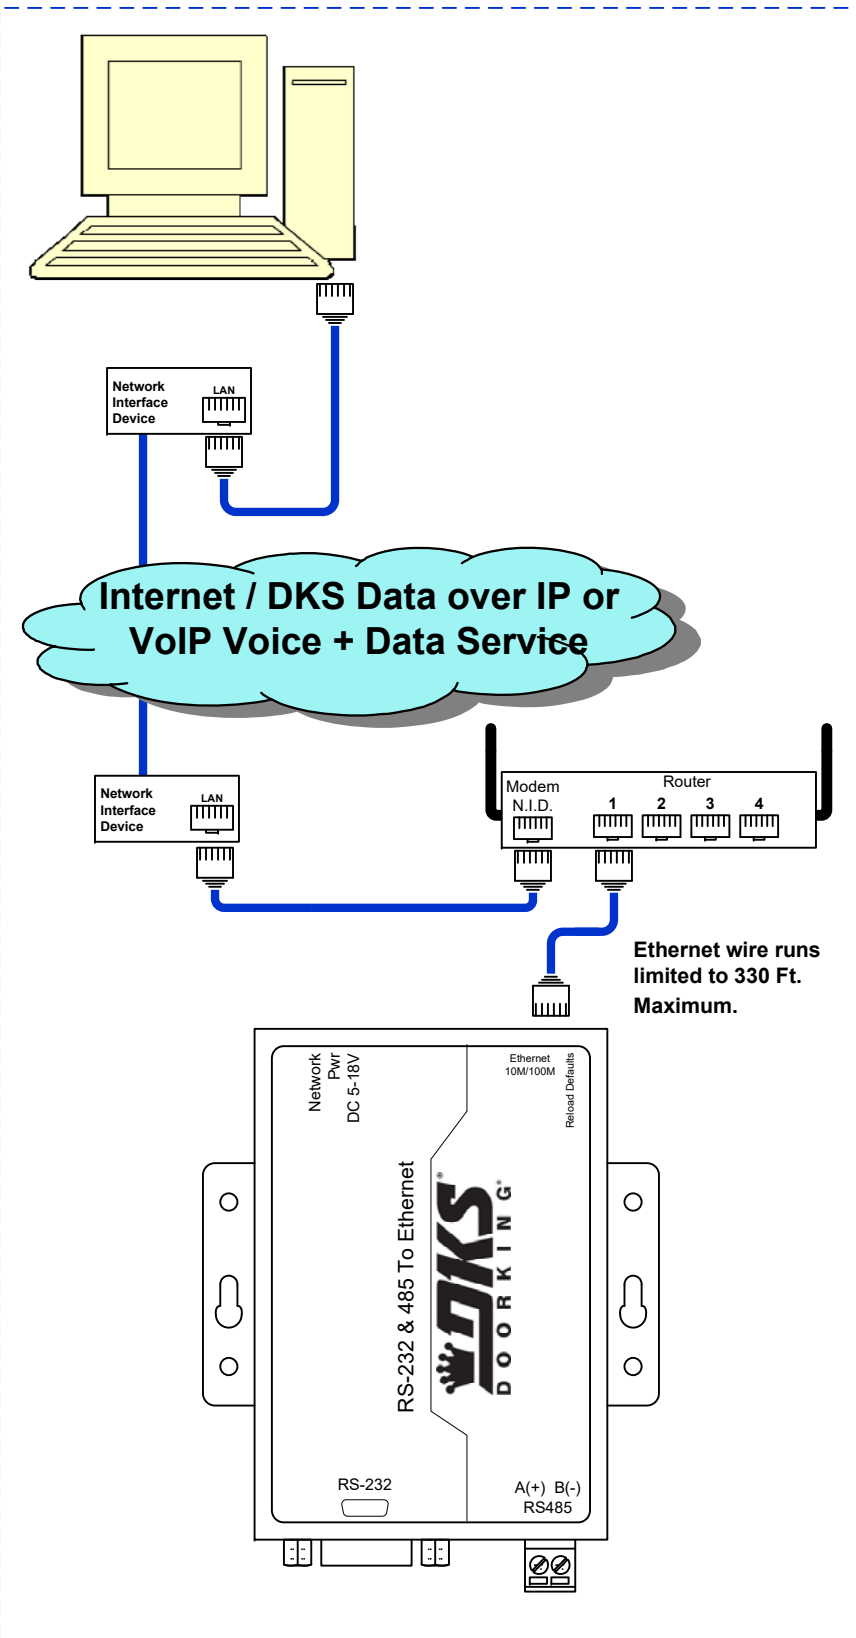 Network
Interface
Device
LAN
Internet / DKS Data over IP or
VoIP Voice + Data Service
Network
Interface
Device
LAN
Modem
N.I.D.
Router
1 2 3 4
Ethernet wire runs
limited to 330 Ft.
Maximum.
Network
Pwr
DC 5-18V
Ethernet
10M/100M
Reload Defaults
RS-232 & 485 To Ethernet
DKS®
DOORKING®
RS-232
A(+) B(-)
RS485